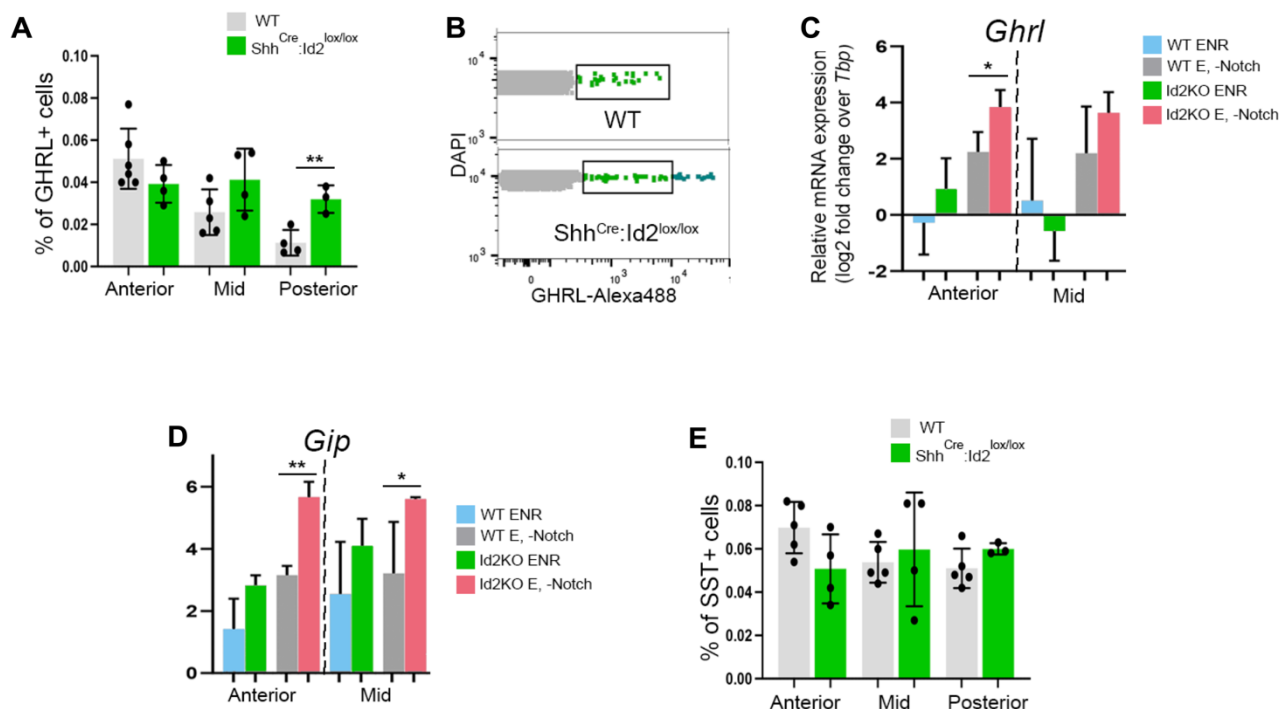 A
WT
Shh^Cre:Id2^lox/lox
% of GHRL+ cells
0.10
0.08
0.06
0.04
0.02
0.00
**
Anterior Mid Posterior
B
DAPI
10^4
10^3
WT
10^4
10^3
Shh^Cre:Id2^lox/lox
0 10^3 10^4
GHRL-Alexa488
C
Ghrl
Relative mRNA expression
(log2 fold change over Tbp)
6
4
2
0
-2
*
Anterior Mid
WT ENR
WT E, -Notch
Id2KO ENR
Id2KO E, -Notch
D
Gip
6
4
2
0
** *
Anterior Mid
WT ENR
WT E, -Notch
Id2KO ENR
Id2KO E, -Notch
E
WT
Shh^Cre:Id2^lox/lox
% of SST+ cells
0.10
0.08
0.06
0.04
0.02
0.00
Anterior Mid Posterior